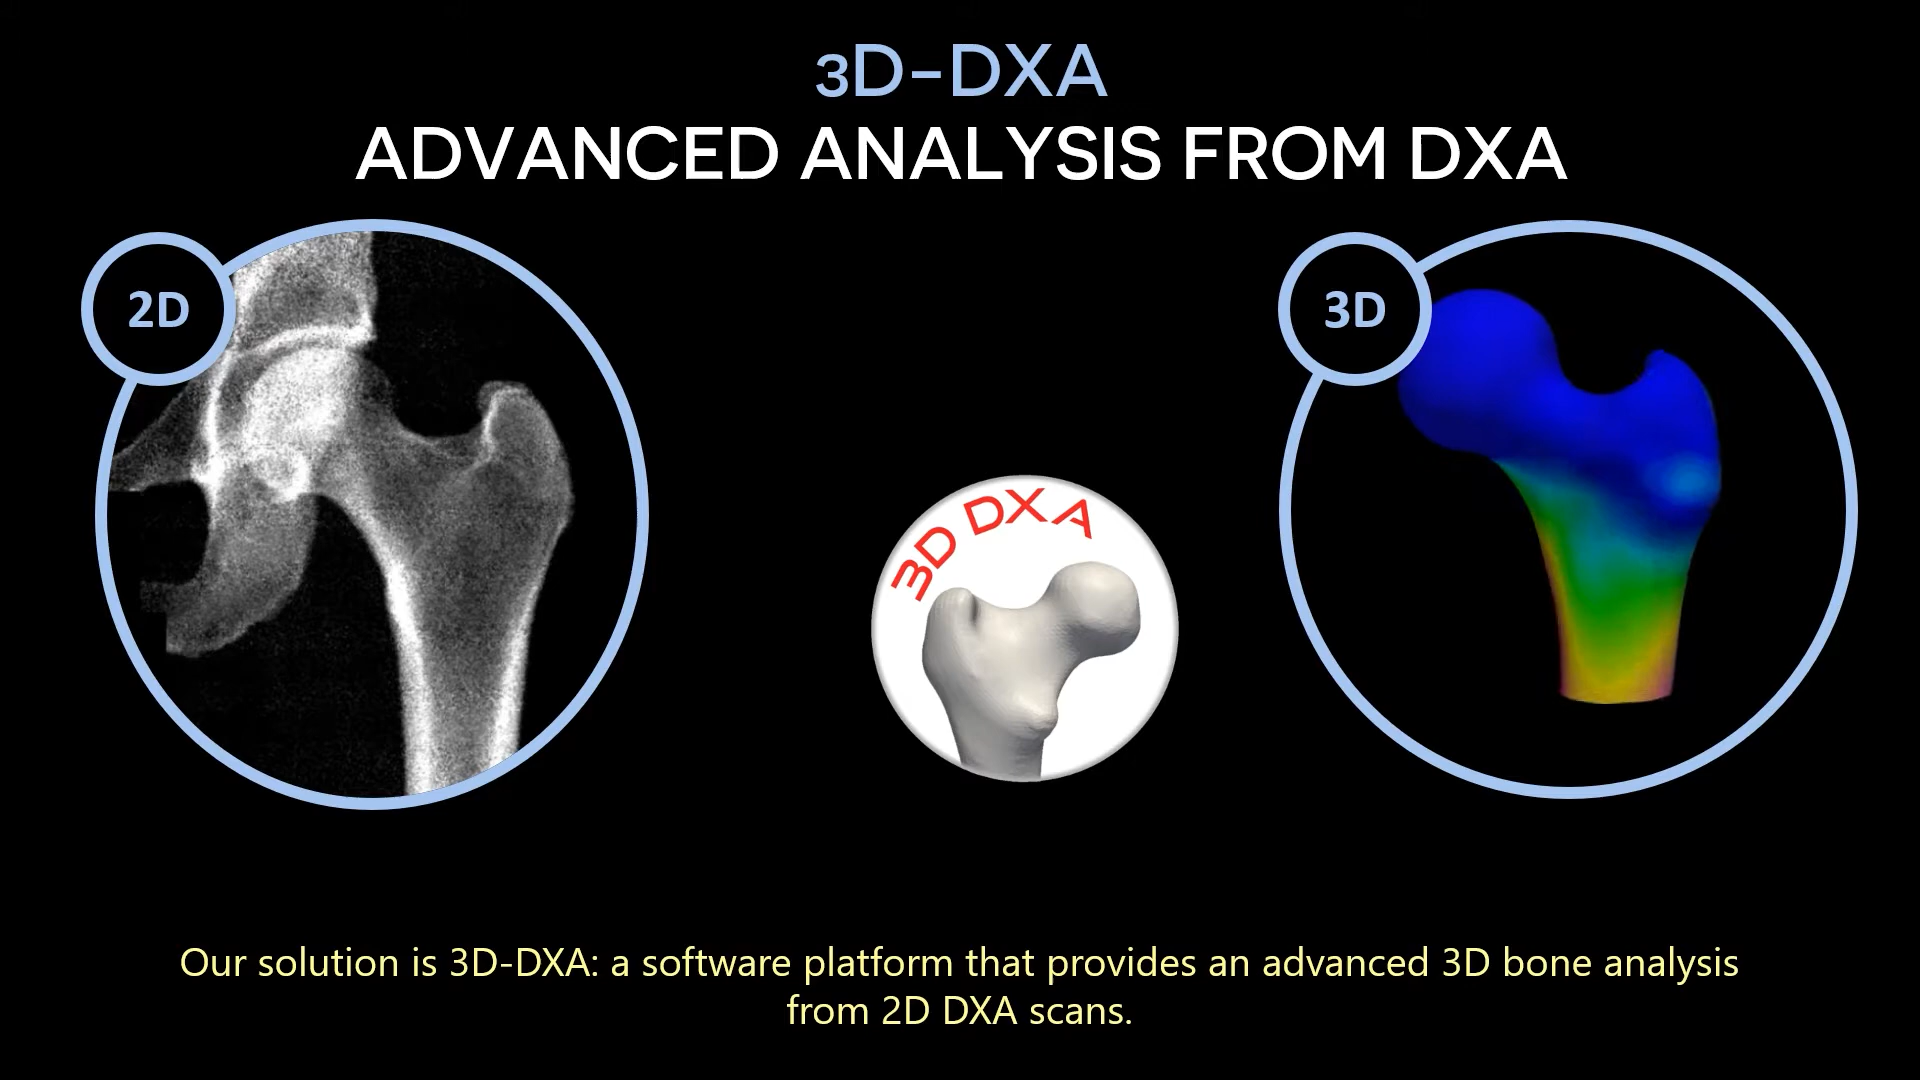 3D-DXA
ADVANCED ANALYSIS FROM DXA
2D
3D
3D DXA
Our solution is 3D-DXA: a software platform that provides an advanced 3D bone analysis
from 2D DXA scans.